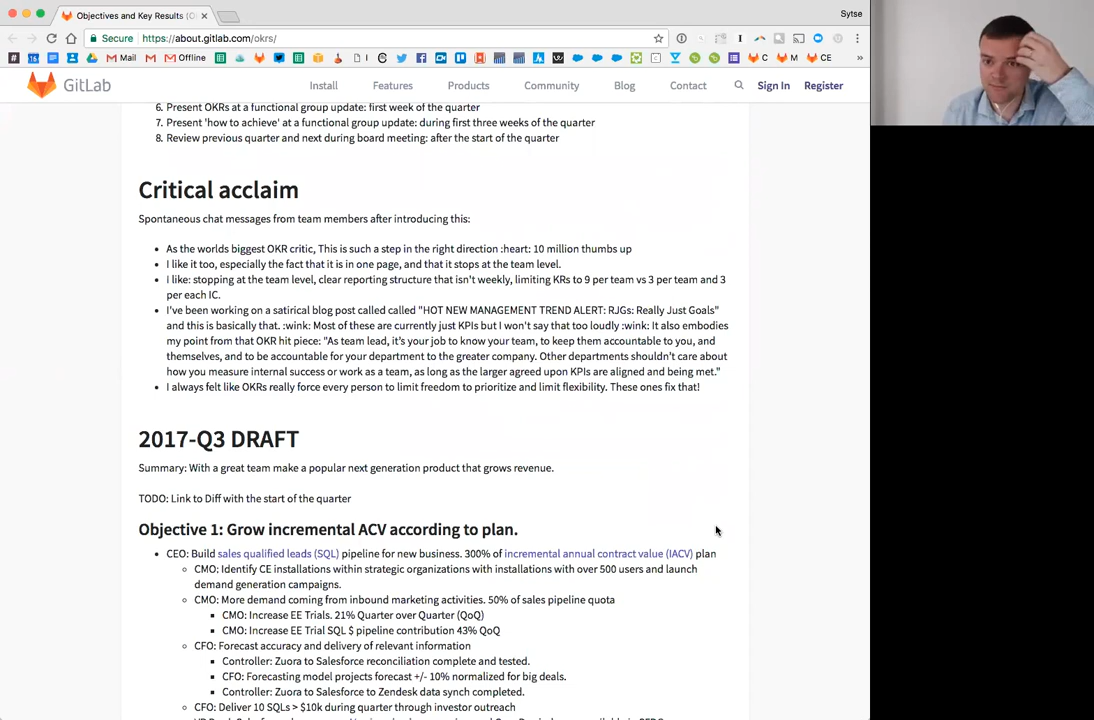 Objectives and Key Results (O
Sytse
Secure
https://about.gitlab.com/okrs/
Mail
Offline
C
M
CE
GitLab
Install
Features
Products
Community
Blog
Contact
Sign In
Register
6. Present OKRs at a functional group update: first week of the quarter
7. Present 'how to achieve' at a functional group update: during first three weeks of the quarter
8. Review previous quarter and next during board meeting: after the start of the quarter
Critical acclaim
Spontaneous chat messages from team members after introducing this:
As the worlds biggest OKR critic, This is such a step in the right direction :heart: 10 million thumbs up
I like it too, especially the fact that it is in one page, and that it stops at the team level.
I like: stopping at the team level, clear reporting structure that isn't weekly, limiting KRs to 9 per team vs 3 per team and 3
per each IC.
I've been working on a satirical blog post called called "HOT NEW MANAGEMENT TREND ALERT: RJGs: Really Just Goals"
and this is basically that. :wink: Most of these are currently just KPIs but I won't say that too loudly :wink: It also embodies
my point from that OKR hit piece: "As team lead, it's your job to know your team, to keep them accountable to you, and
themselves, and to be accountable for your department to the greater company. Other departments shouldn't care about
how you measure internal success or work as a team, as long as the larger agreed upon KPIs are aligned and being met."
I always felt like OKRs really force every person to limit freedom to prioritize and limit flexibility. These ones fix that!
2017-Q3 DRAFT
Summary: With a great team make a popular next generation product that grows revenue.
TODO: Link to Diff with the start of the quarter
Objective 1: Grow incremental ACV according to plan.
CEO: Build sales qualified leads (SQL) pipeline for new business. 300% of incremental annual contract value (IACV) plan
CMO: Identify CE installations within strategic organizations with installations with over 500 users and launch
demand generation campaigns.
CMO: More demand coming from inbound marketing activities. 50% of sales pipeline quota
CMO: Increase EE Trials. 21% Quarter over Quarter (QoQ)
CMO: Increase EE Trial SQL $ pipeline contribution 43% QoQ
CFO: Forecast accuracy and delivery of relevant information
Controller: Zuora to Salesforce reconciliation complete and tested.
CFO: Forecasting model projects forecast +/- 10% normalized for big deals.
Controller: Zuora to Salesforce to Zendesk data synch completed.
CFO: Deliver 10 SQLs > $10k during quarter through investor outreach